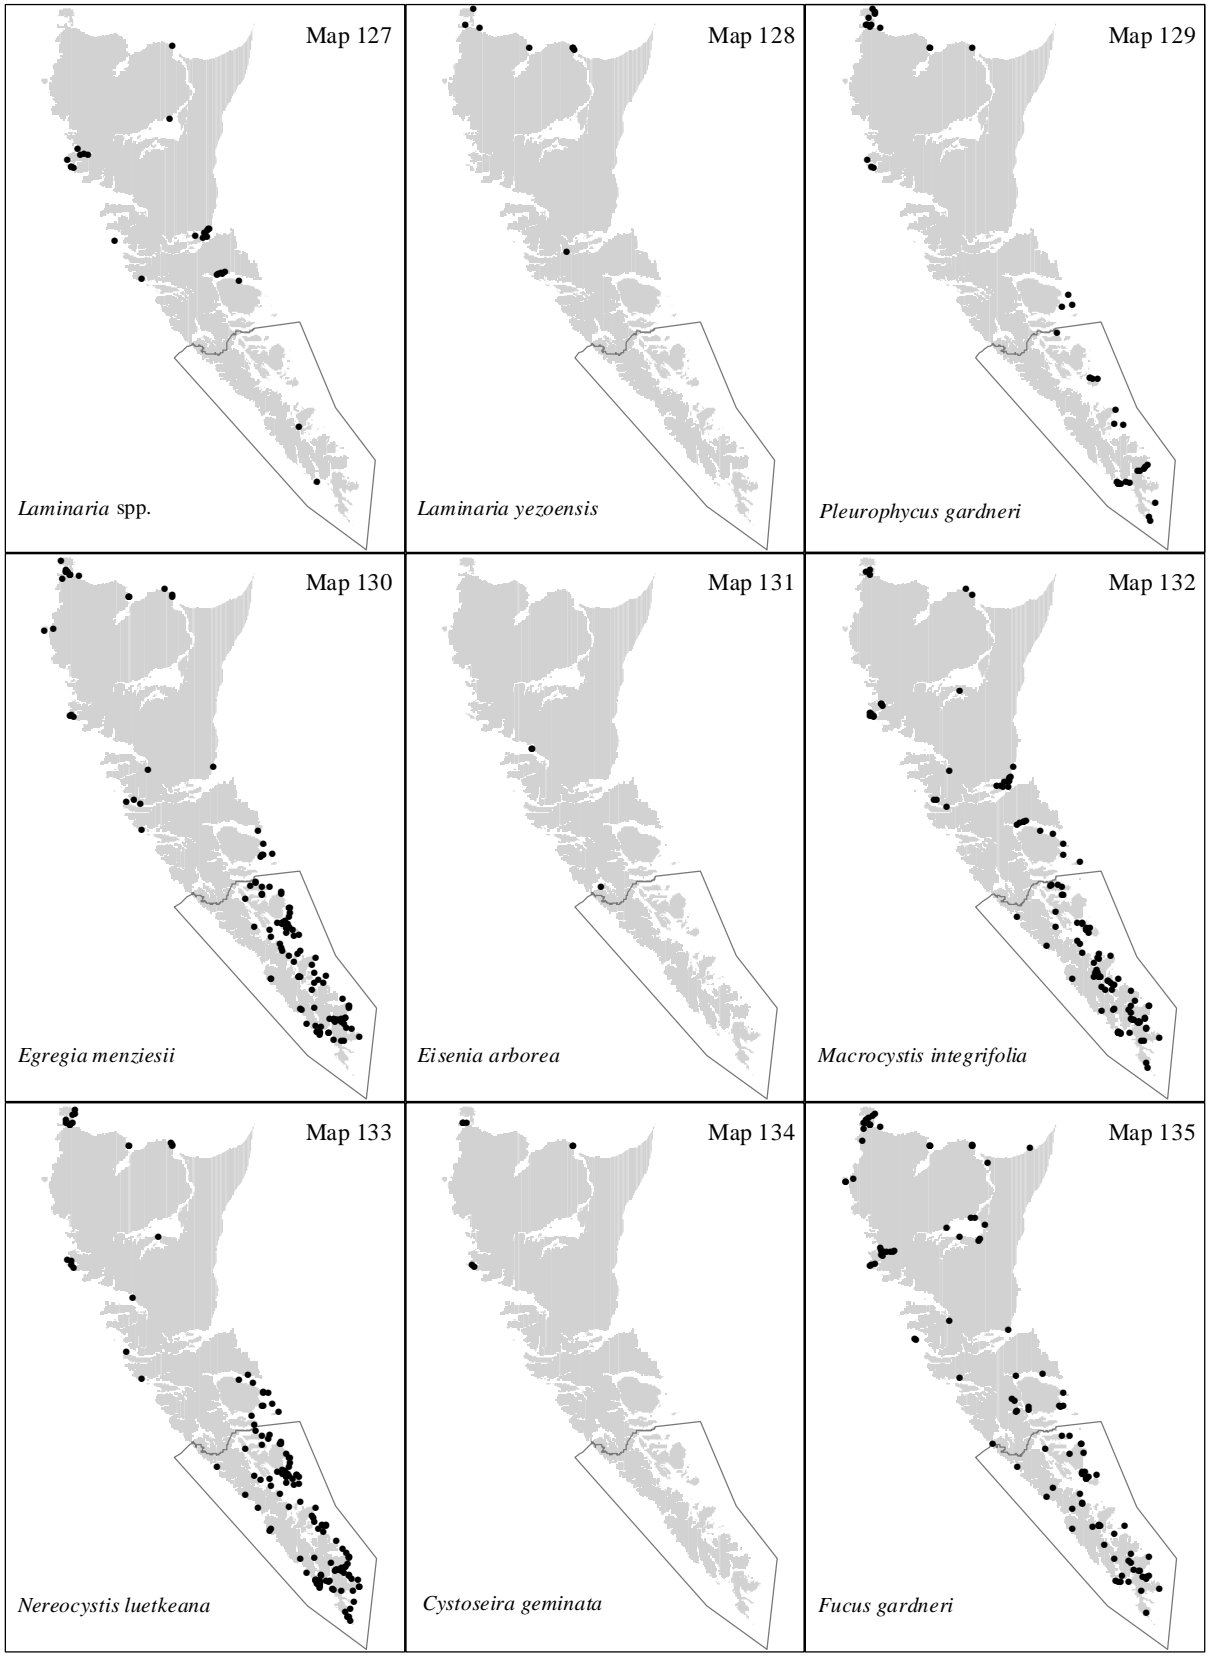 Map 127
Laminaria spp.
Map 128
Laminaria yezoensis
Map 129
Pleurophycus gardneri
Map 130
Egregia menziesii
Map 131
Eisenia arborea
Map 132
Macrocystis integrifolia
Map 133
Nereocystis luetkeana
Map 134
Cystoseira geminata
Map 135
Fucus gardneri